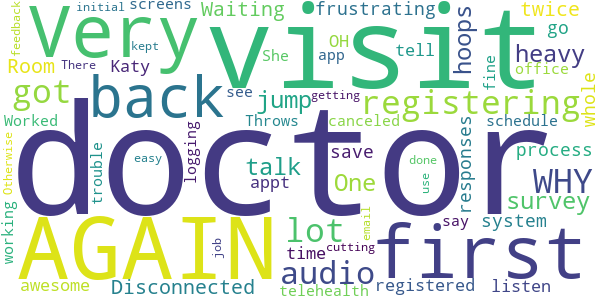 initial screens Waiting frustrating twice
feedback Very visit hoops go
kept She OH tell heavy
Room There Katy app office
got back see jump getting fine registering whole
Worked Throws canceled schedule
doctor
Otherwise trouble easy logging talk save done responses process
appt One use WHY
AGAIN lot email first survey
working job time cutting say system
audio registered listen
awesome Disconnected telehealth